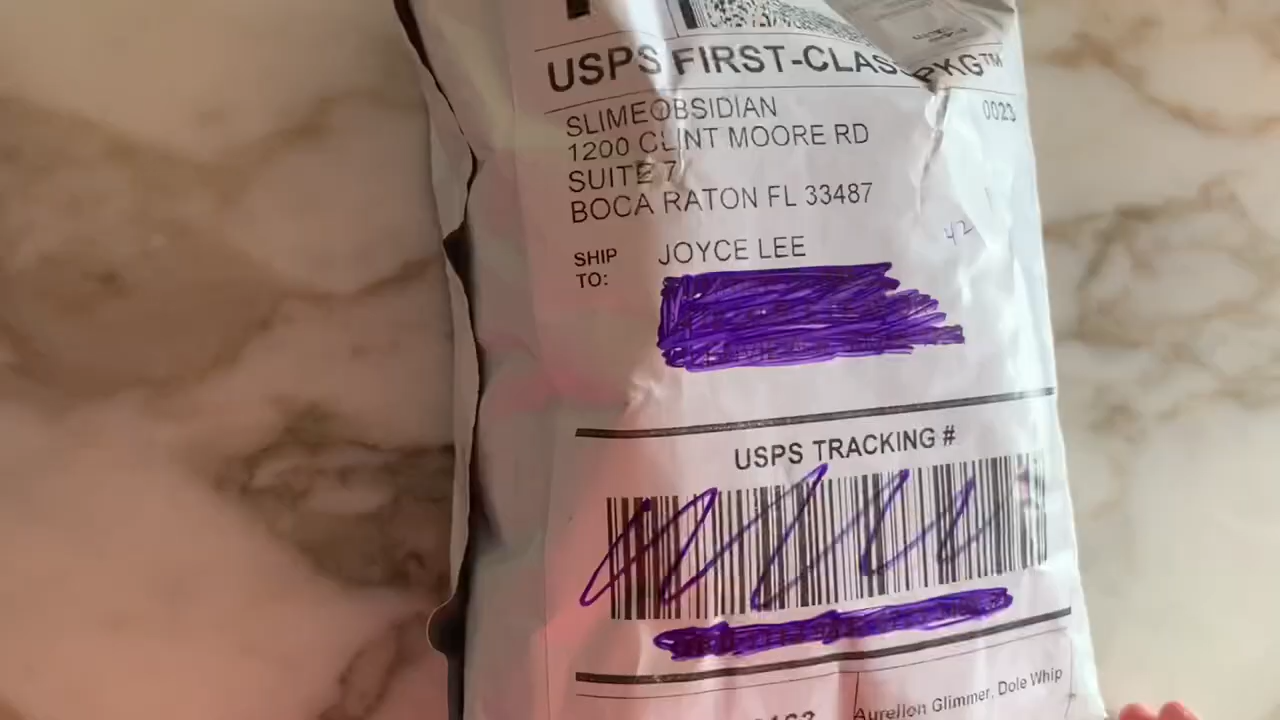 USPS FIRST-CLASS PKG™
SLIMEOBSIDIAN
0023
1200 CLINT MOORE RD
SUITE 7
BOCA RATON FL 33487
42
SHIP TO:
JOYCE LEE
USPS TRACKING #
Aurelion Glimmer, Dole Whip